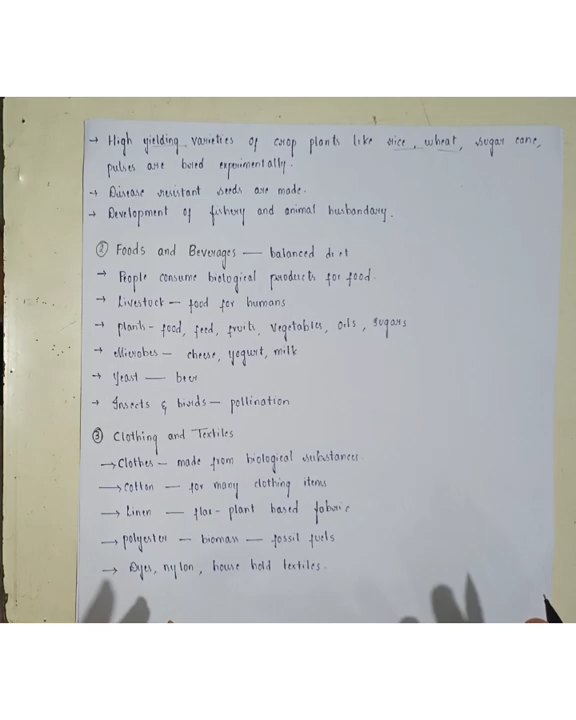 → High yielding varieties of crop plants like rice, wheat, sugar cane,
pulses are bored experimentally.
→ Disease resistant seeds are made.
→ Development of fishery and animal husbandary.
② Foods and Beverages — balanced diet
→ People consume biological products for food.
→ Livestock — food for humans
→ plants - food, feed, fruits, vegetables, oils, sugars
→ Microbes — cheese, yogurt, milk
→ Yeast — beer
→ Insects & birds — pollination
③ Clothing and Textiles
→ Clothes — made from biological substances
→ Cotton — for many clothing items
→ Linen — flax - plant based fabric
→ polyester — biomass — fossil fuels
→ Dyes, nylon, house hold textiles.